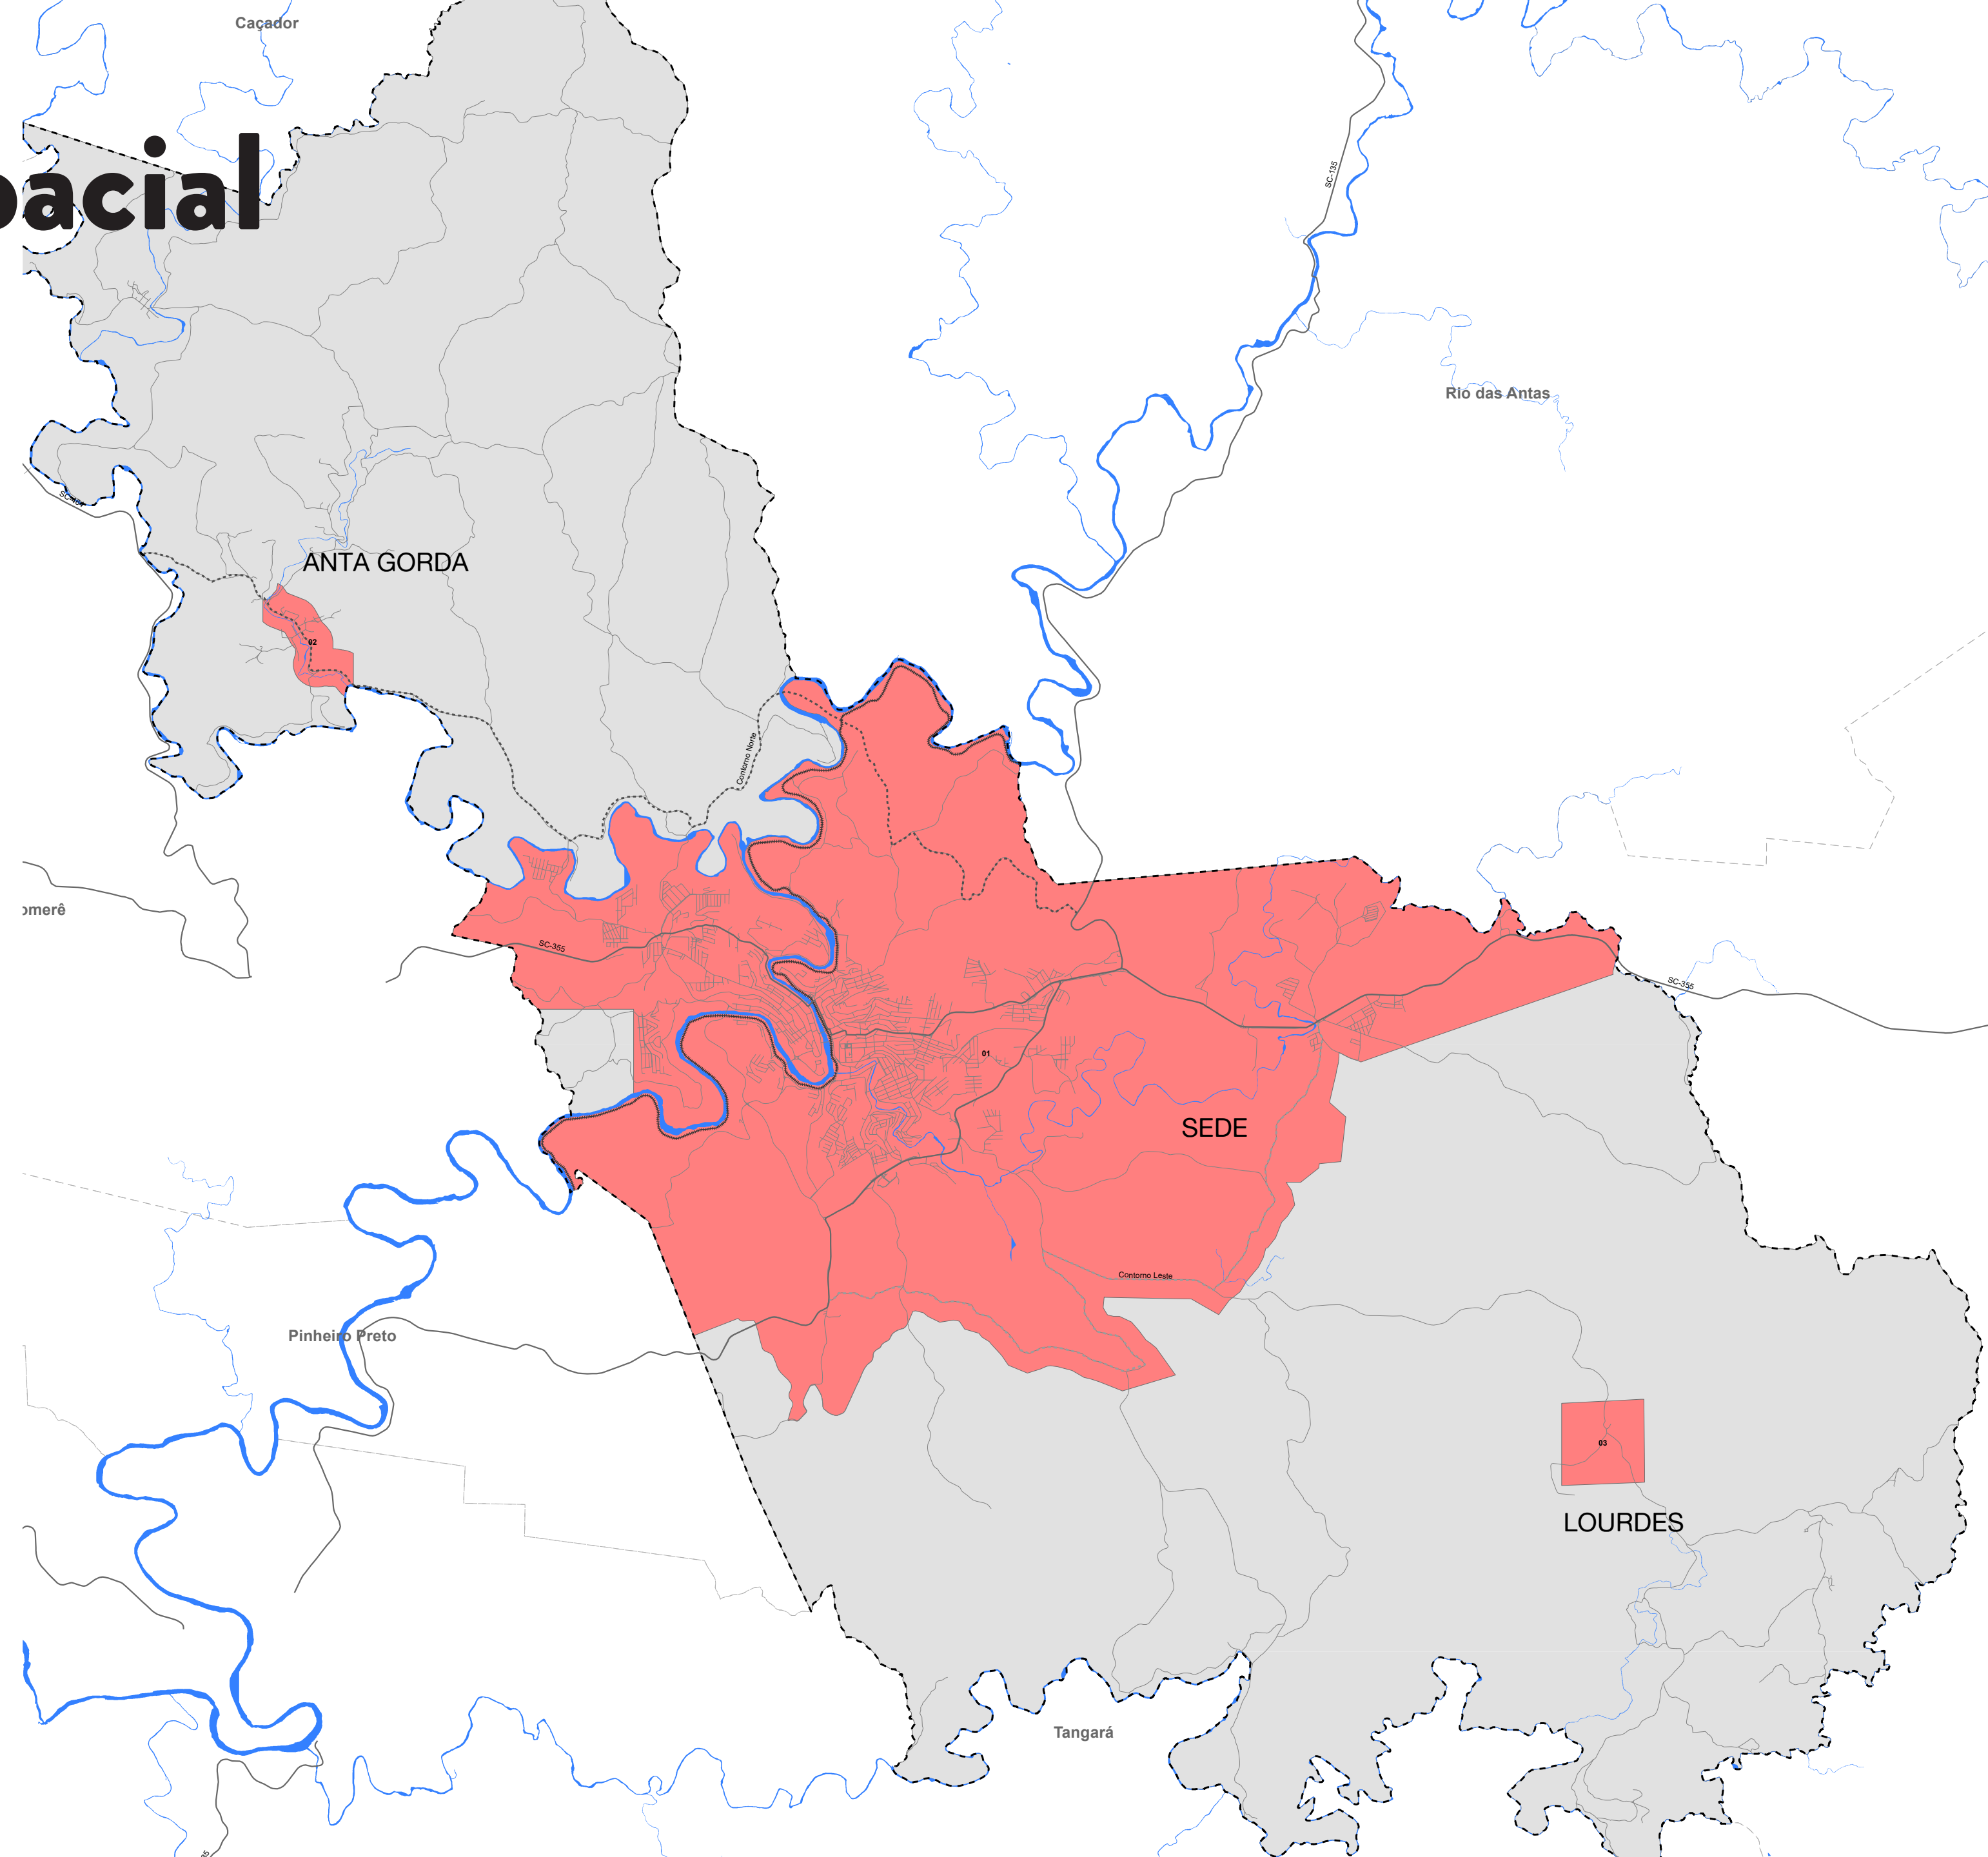 Caçador
pacial
SC-135
Rio das Antas
ANTA GORDA
02
Contorno Norte
omerê
SC-355
SC-355
01
SEDE
Contorno Leste
Pinheiro Preto
03
LOURDES
Tangará